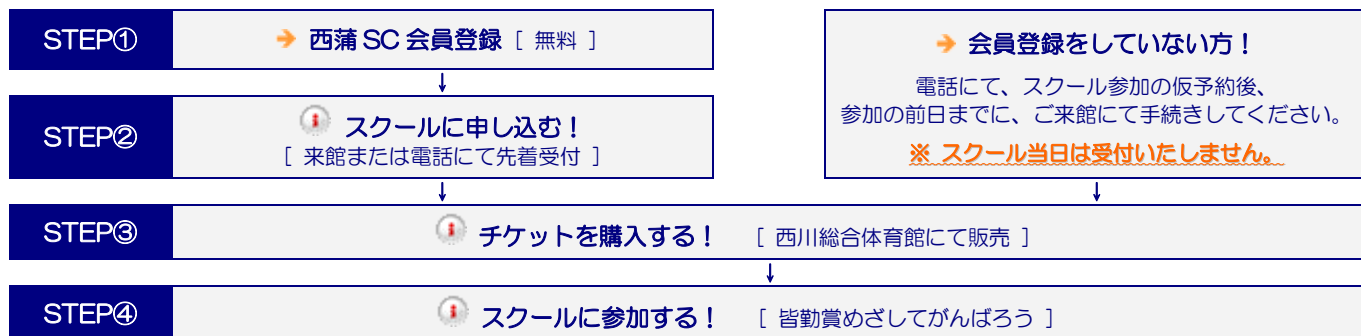 STEP①
西蒲SC会員登録 [ 無料 ]
STEP②
スクールに申し込む！
[ 来館または電話にて先着受付 ]
会員登録をしていない方！
電話にて、スクール参加の仮予約後、
参加の前日までに、ご来館にて手続きしてください。
※ スクール当日は受付いたしません。
STEP③
チケットを購入する！ [ 西川総合体育館にて販売 ]
STEP④
スクールに参加する！ [ 皆勤賞めざしてがんばろう ]